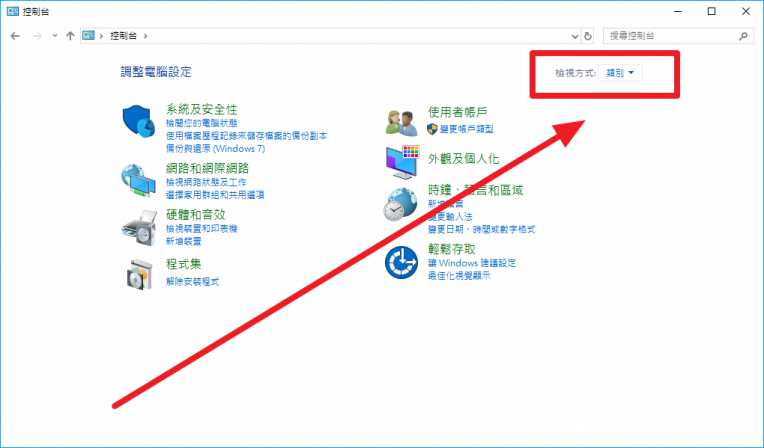 控制台
控制台
搜尋控制台
調整電腦設定
檢視方式: 類別
系統及安全性
檢閱您的電腦狀態
使用檔案歷程記錄來儲存檔案的備份副本
備份與還原 (Windows 7)
網路和網際網路
檢視網路狀態及工作
選擇家用群組和共用選項
硬體和音效
檢視裝置和印表機
新增裝置
程式集
解除安裝程式
使用者帳戶
變更帳戶類型
外觀及個人化
時鐘、語言和區域
新增語言
變更輸入法
變更日期、時間或數字格式
輕鬆存取
讓 Windows 建議設定
最佳化視覺顯示